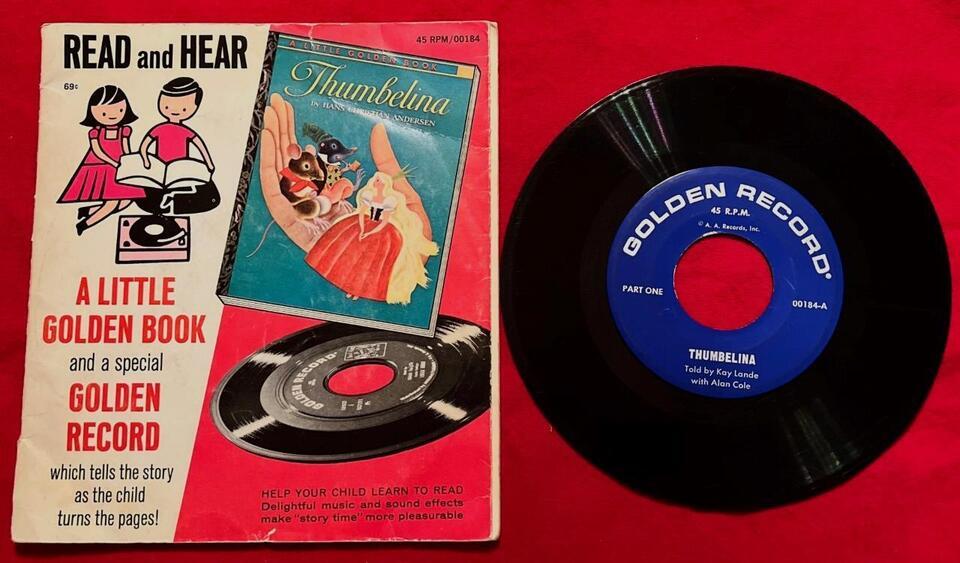 READ and HEAR
69¢
45 RPM/00184
A LITTLE GOLDEN BOOK
Thumbelina
by HANS CHRISTIAN ANDERSEN
A LITTLE
GOLDEN BOOK
and a special
GOLDEN
RECORD
which tells the story
as the child
turns the pages!
GOLDEN RECORD
HELP YOUR CHILD LEARN TO READ
Delightful music and sound effects
make "story time" more pleasurable
GOLDEN RECORD®
45 R.P.M.
© A. A. Records, Inc.
PART ONE
00184-A
THUMBELINA
Told by Kay Lande
with Alan Cole